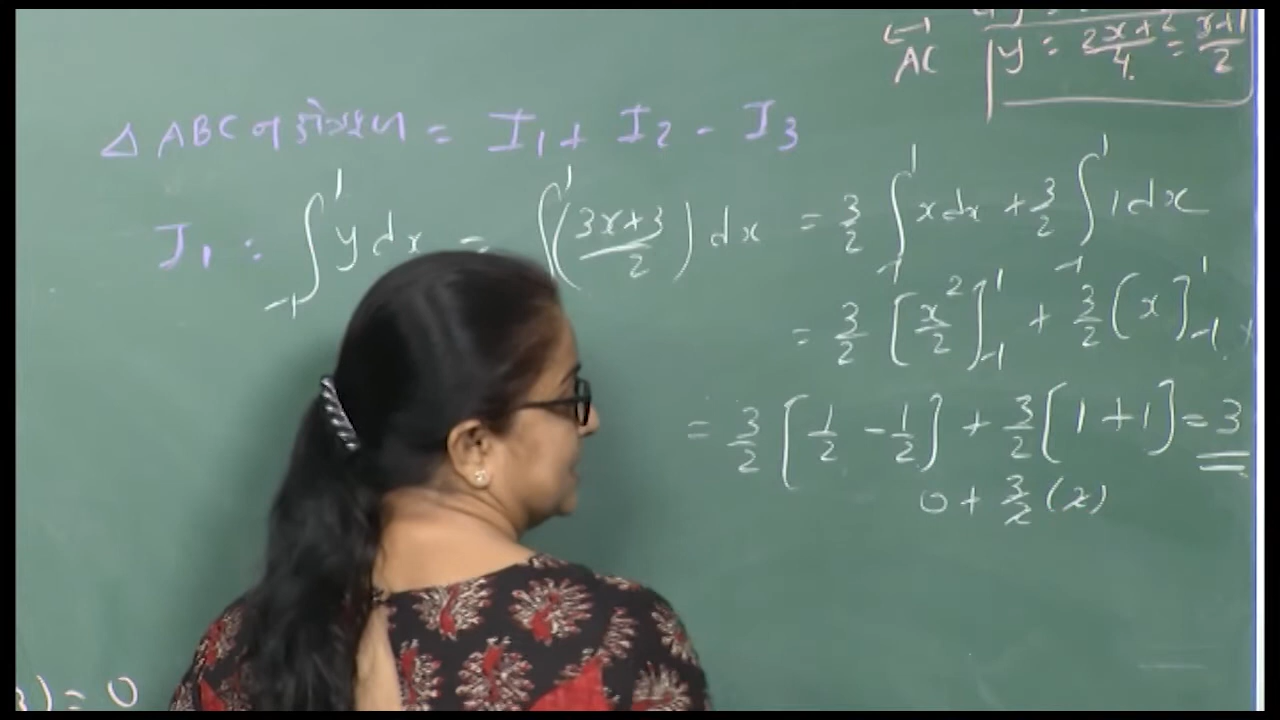 AC y = 2x+2/4 = x+1/2
Δ ABC નું ક્ષેત્રફળ = I₁ + I₂ - I₃
I₁ : ∫₋₁¹ y dx = ∫¹ (3x+3/2) dx = 3/2 ∫₋₁¹ x dx + 3/2 ∫₋₁¹ 1 dx
= 3/2 [x²/2]₋₁¹ + 3/2 (x]₋₁¹
= 3/2 [1/2 - 1/2] + 3/2 [1 + 1] = 3
0 + 3/2 (2)
) = 0